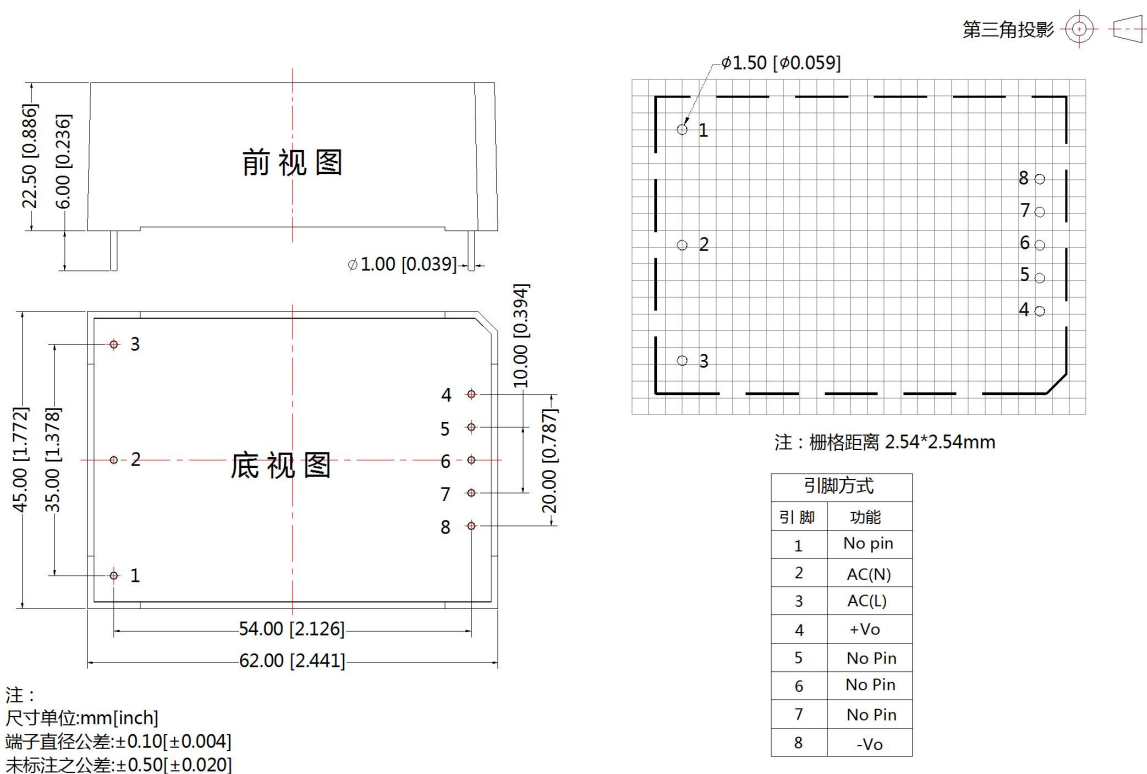 第三角投影
22.50 [0.886]
6.00 [0.236]
前视图
ϕ1.00 [0.039]
ϕ1.50 [ϕ0.059]
1
2
3
8
7
6
5
4
注：栅格距离 2.54*2.54mm
45.00 [1.772]
35.00 [1.378]
3
2
1
底视图
4
5
6
7
8
10.00 [0.394]
20.00 [0.787]
54.00 [2.126]
62.00 [2.441]
引脚方式
引 脚 功能
1 No pin
2 AC(N)
3 AC(L)
4 +Vo
5 No Pin
6 No Pin
7 No Pin
8 -Vo
注：
尺寸单位:mm[inch]
端子直径公差:±0.10[±0.004]
未标注之公差:±0.50[±0.020]